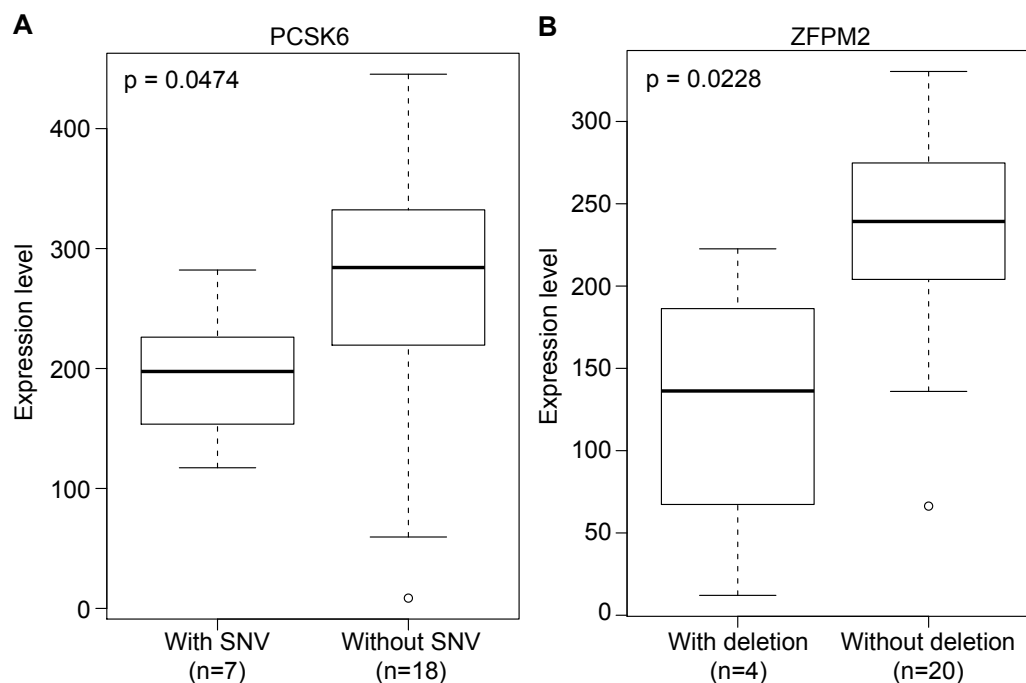 A
PCSK6
p = 0.0474
Expression level
400
300
200
100
0
With SNV
(n=7)
Without SNV
(n=18)
B
ZFPM2
p = 0.0228
Expression level
300
250
200
150
100
50
0
With deletion
(n=4)
Without deletion
(n=20)